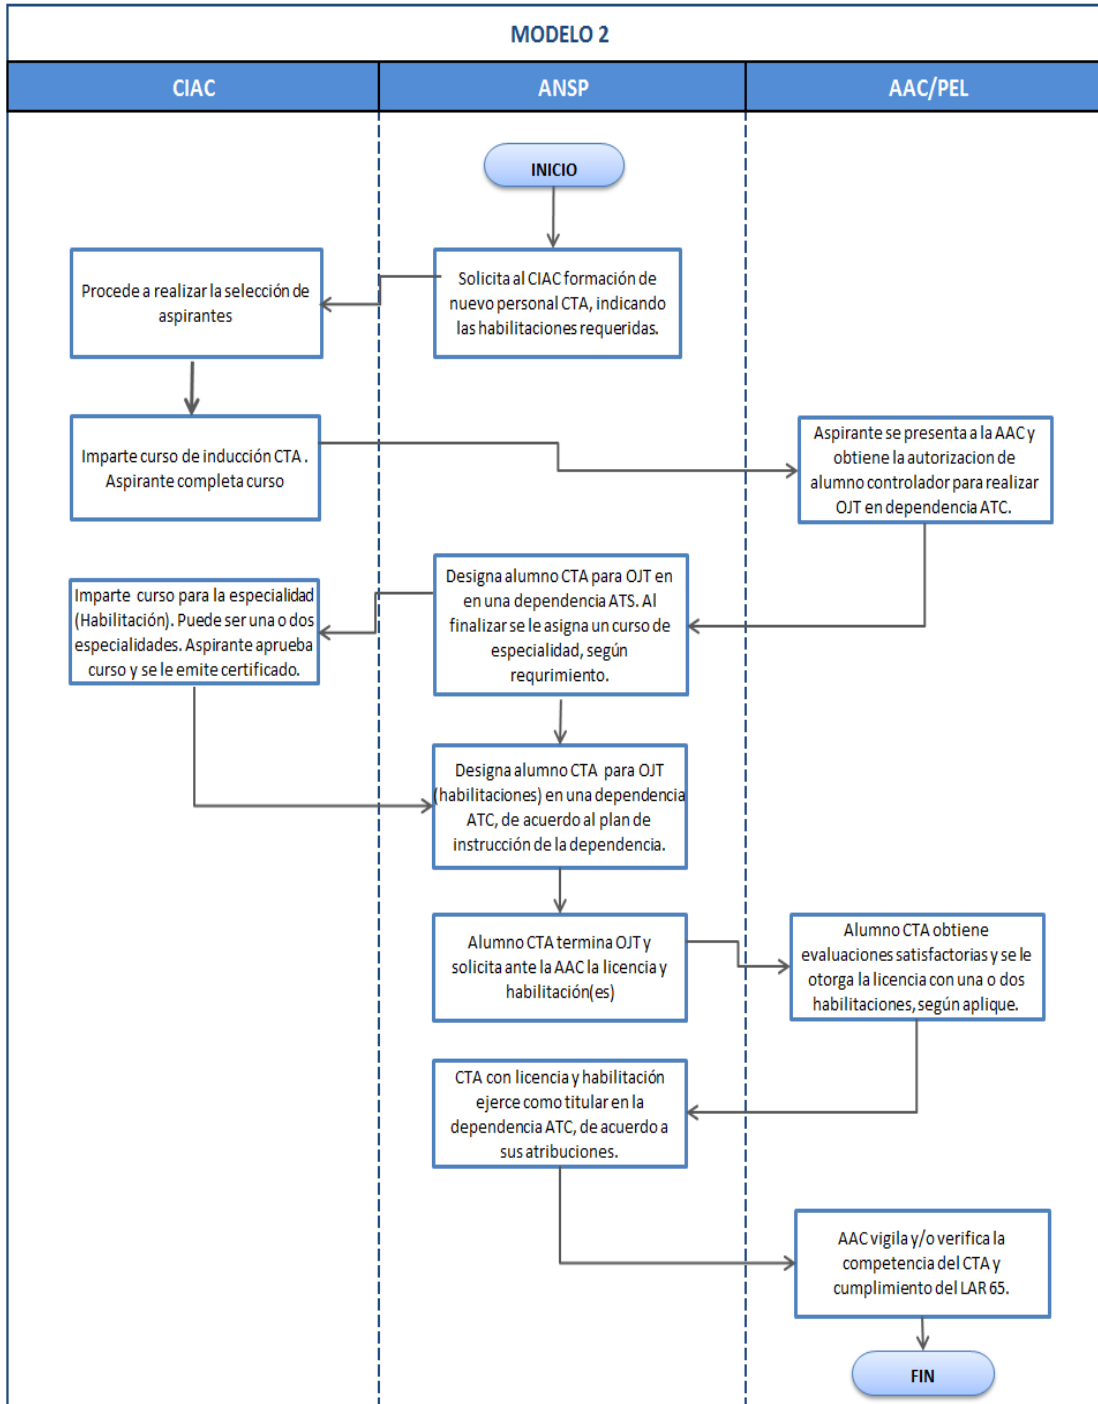 MODELO 2
CIAC
ANSP
AAC/PEL
INICIO
Solicita al CIAC formación de
nuevo personal CTA, indicando
las habilitaciones requeridas.
Procede a realizar la selección de
aspirantes
Imparte curso de inducción CTA .
Aspirante completa curso
Aspirante se presenta a la AAC y
obtiene la autorizacion de
alumno controlador para realizar
OJT en dependencia ATC.
Designa alumno CTA para OJT en
en una dependencia ATS. Al
finalizar se le asigna un curso de
especialidad, según
requrimiento.
Imparte curso para la especialidad
(Habilitación). Puede ser una o dos
especialidades. Aspirante aprueba
curso y se le emite certificado.
Designa alumno CTA para OJT
(habilitaciones) en una dependencia
ATC, de acuerdo al plan de
instrucción de la dependencia.
Alumno CTA termina OJT y
solicita ante la AAC la licencia y
habilitación(es)
Alumno CTA obtiene
evaluaciones satisfactorias y se le
otorga la licencia con una o dos
habilitaciones, según aplique.
CTA con licencia y habilitación
ejerce como titular en la
dependencia ATC, de acuerdo a
sus atribuciones.
AAC vigila y/o verifica la
competencia del CTA y
cumplimiento del LAR 65.
FIN